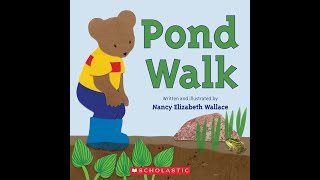 Pond
Walk
Written and illustrated by
Nancy Elizabeth Wallace
SCHOLASTIC